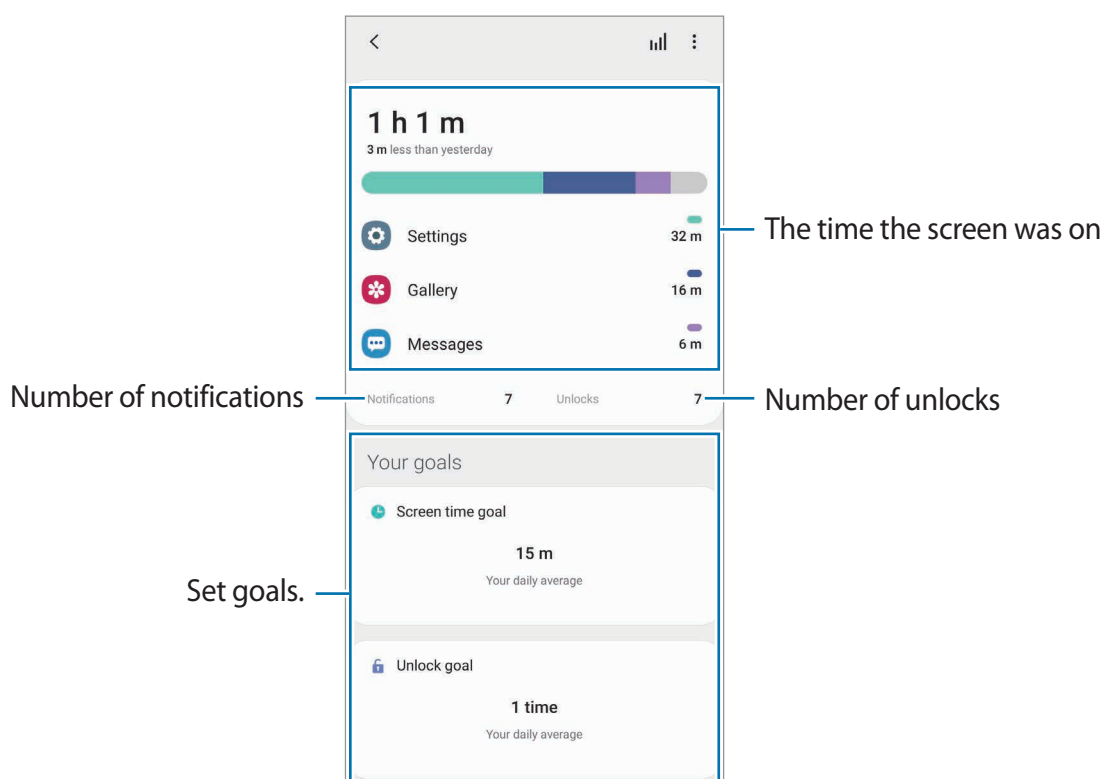 1 h 1 m
3 m less than yesterday
Settings
32 m
The time the screen was on
Gallery
16 m
Messages
6 m
Number of notifications
Notifications 7 Unlocks 7
Number of unlocks
Your goals
Screen time goal
15 m
Your daily average
Set goals.
Unlock goal
1 time
Your daily average